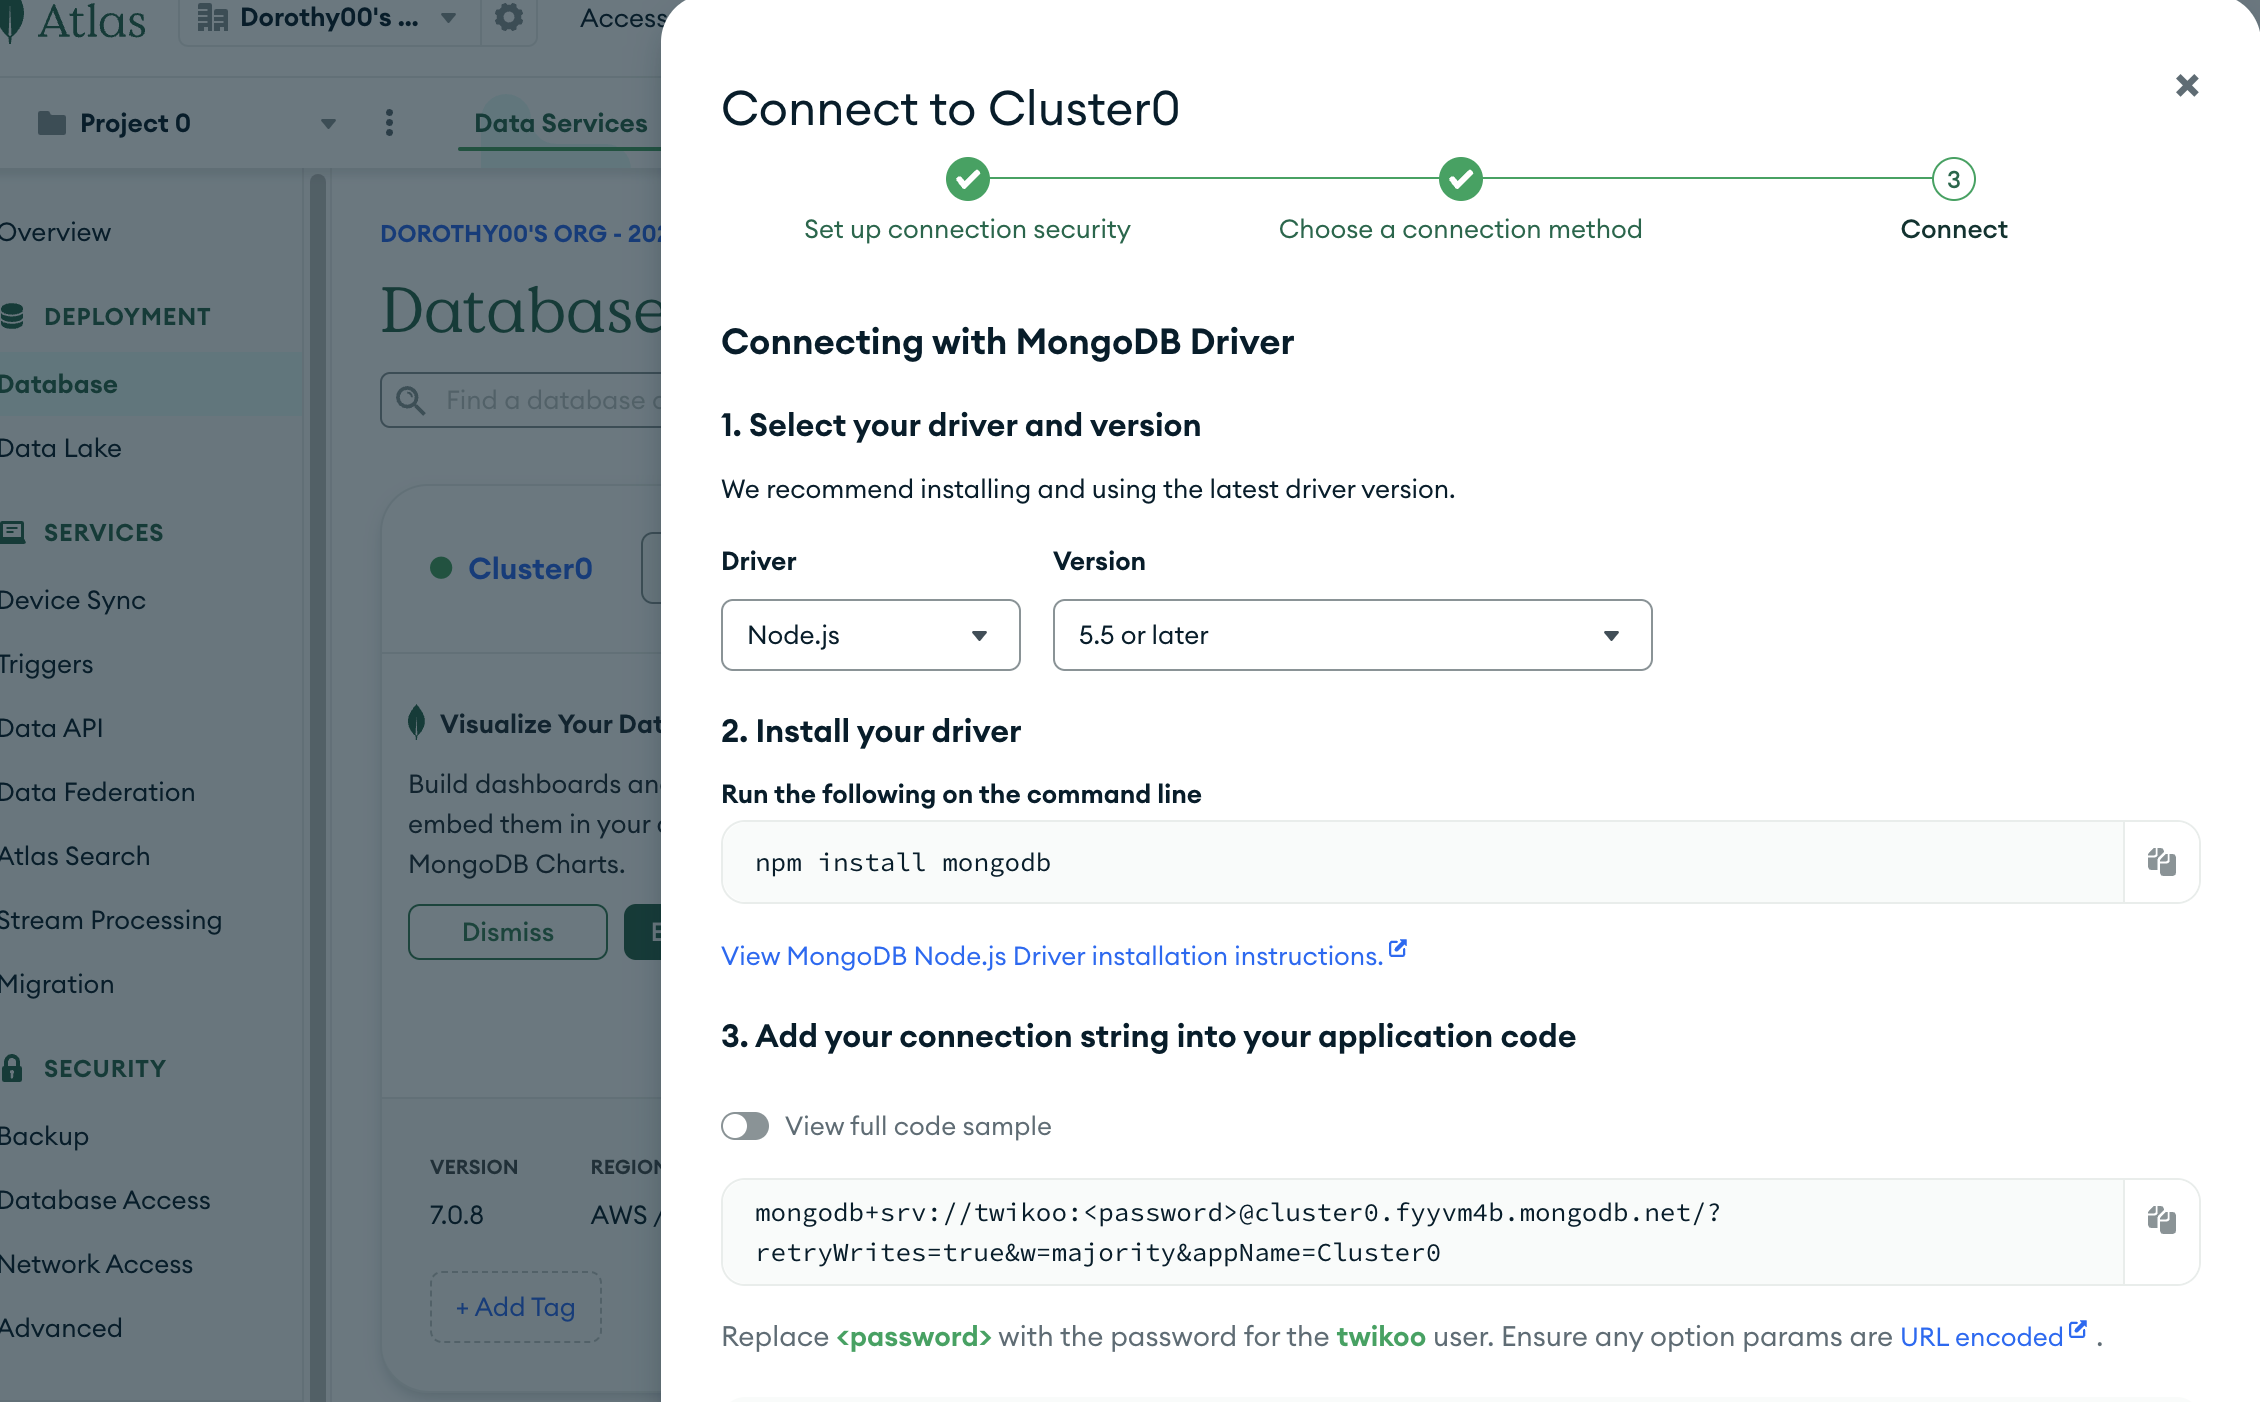 Atlas
Dorothy00's ...
Access
Project 0
Data Services
Overview
DEPLOYMENT
Database
Data Lake
SERVICES
Device Sync
Triggers
Data API
Data Federation
Atlas Search
Stream Processing
Migration
SECURITY
Backup
Database Access
Network Access
Advanced
DOROTHY00'S ORG - 202
Database
Find a database
Cluster0
Visualize Your Dat
Build dashboards an
embed them in your
MongoDB Charts.
Dismiss
VERSION
REGION
7.0.8
AWS /
+ Add Tag
Connect to Cluster0
Set up connection security
Choose a connection method
3
Connect
Connecting with MongoDB Driver
1. Select your driver and version
We recommend installing and using the latest driver version.
Driver
Version
Node.js
5.5 or later
2. Install your driver
Run the following on the command line
npm install mongodb
View MongoDB Node.js Driver installation instructions.
3. Add your connection string into your application code
View full code sample
mongodb+srv://twikoo:<password>@cluster0.fyyvm4b.mongodb.net/?
retryWrites=true&w=majority&appName=Cluster0
Replace <password> with the password for the twikoo user. Ensure any option params are URL encoded .